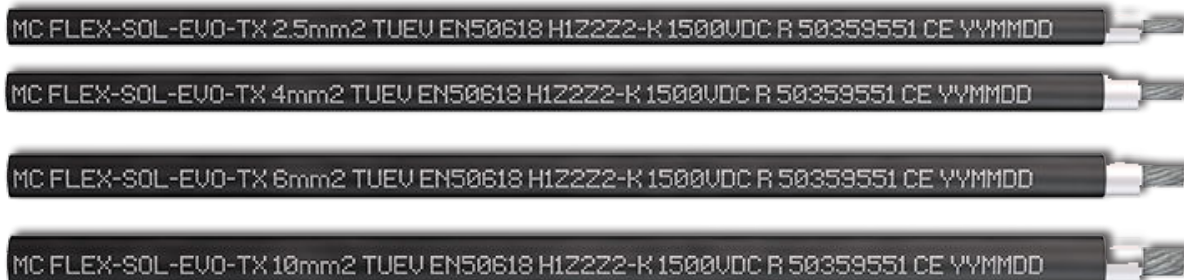 MC FLEX-SOL-EVO-TX 2.5mm2 TUEV EN50618 H1Z2Z2-K 1500VDC R 50359551 CE YYMMDD
MC FLEX-SOL-EVO-TX 4mm2 TUEV EN50618 H1Z2Z2-K 1500VDC R 50359551 CE YYMMDD
MC FLEX-SOL-EVO-TX 6mm2 TUEV EN50618 H1Z2Z2-K 1500VDC R 50359551 CE YYMMDD
MC FLEX-SOL-EVO-TX 10mm2 TUEV EN50618 H1Z2Z2-K 1500VDC R 50359551 CE YYMMDD